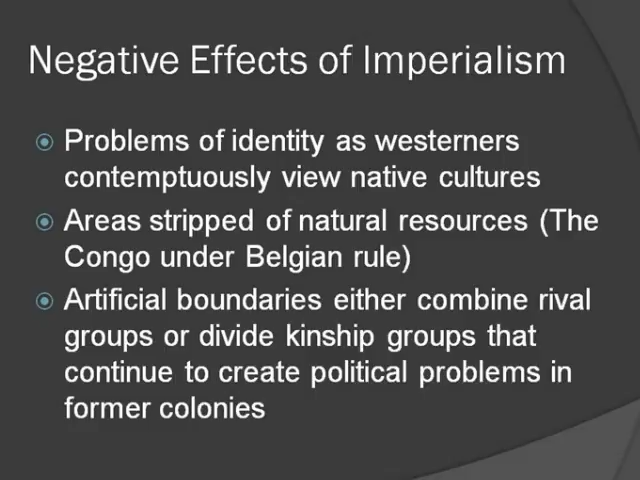 Negative Effects of Imperialism
Problems of identity as westerners
contemptuously view native cultures
Areas stripped of natural resources (The
Congo under Belgian rule)
Artificial boundaries either combine rival
groups or divide kinship groups that
continue to create political problems in
former colonies